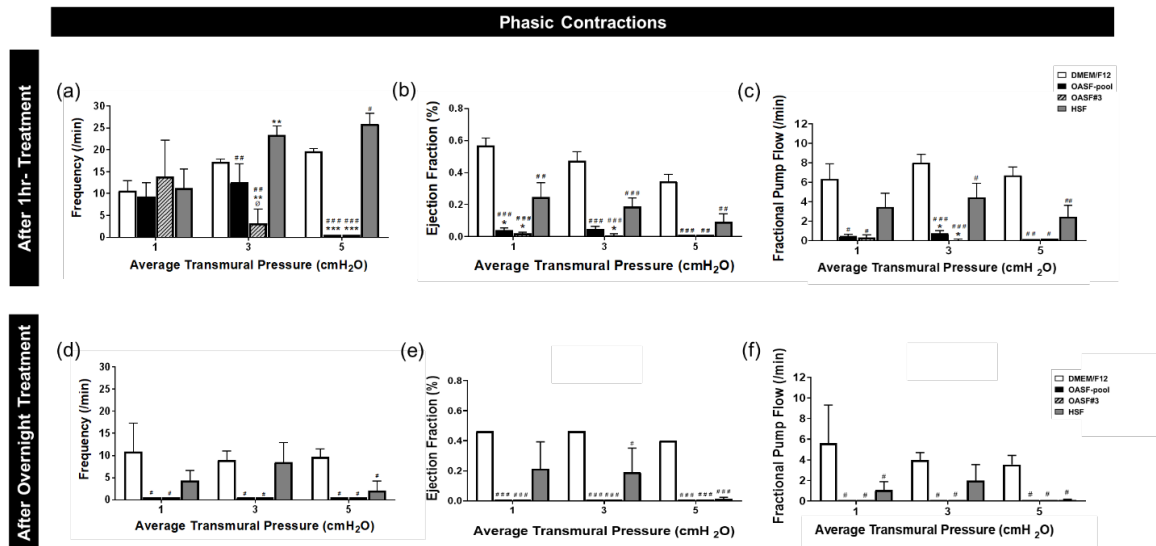 Phasic Contractions
After 1hr- Treatment
(a)
Frequency (/min)
30
25
20
15
10
5
0
##
##
**
Ø
**
### ###
*** ***
#
1 3 5
Average Transmural Pressure (cmH2O)
(b)
Ejection Fraction (%)
0.8
0.6
0.4
0.2
0.0
###
*
###
*
##
###
###
*
###
### ##
##
1 3 5
Average Transmural Pressure (cmH2O)
(c)
Fractional Pump Flow (/min)
12
10
8
6
4
2
0
# #
###
*
###
*
#
## #
##
1 3 5
Average Transmural Pressure (cmH 2O)
DMEM/F12
OASF-pool
OASF#3
HSF
After Overnight Treatment
(d)
Frequency (/min)
30
25
20
15
10
5
0
# #
# *
# # #
1 3 5
Average Transmural Pressure (cmH2O)
(e)
Ejection Fraction (%)
0.8
0.6
0.4
0.2
0.0
### ###
### ### #
### ### ###
1 3 5
Average Transmural Pressure (cmH2O)
(f)
Fractional Pump Flow (/min)
12
10
8
6
4
2
0
# # #
# #
# # #
1 3 5
Average Transmural Pressure (cmH 2O)
DMEM/F12
OASF-pool
OASF#3
HSF